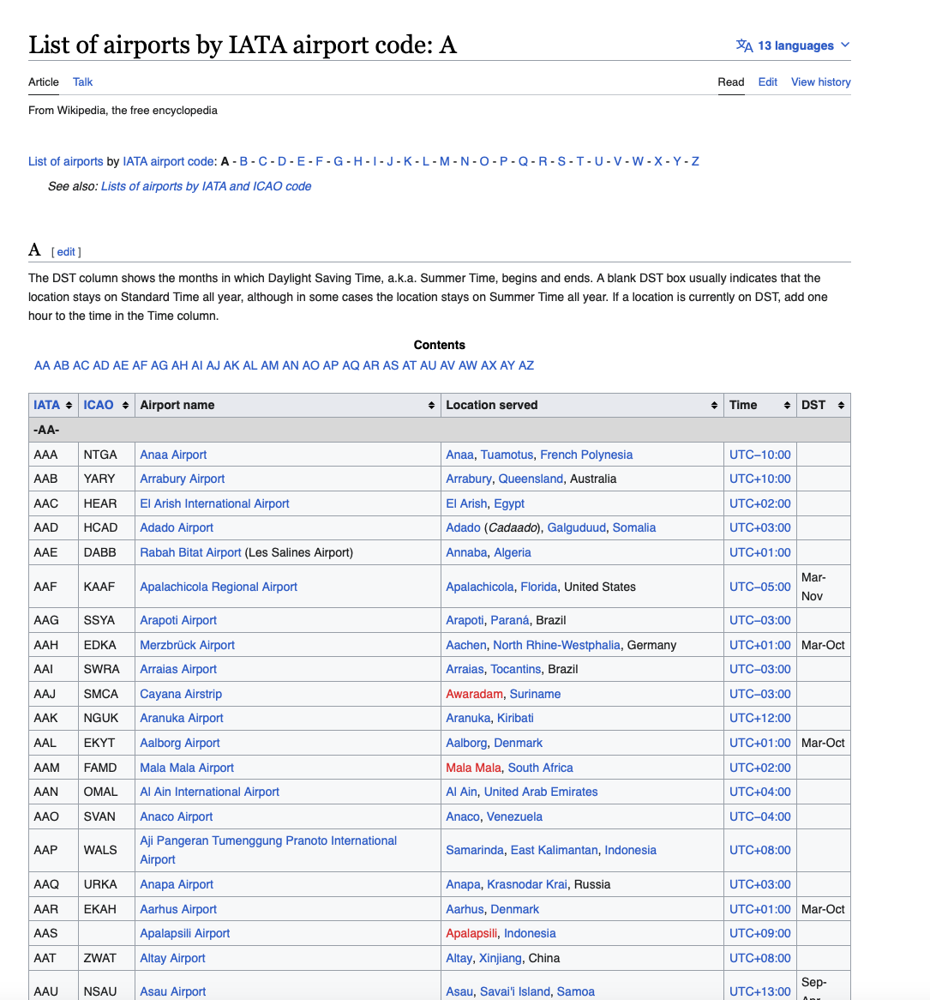 List of airports by IATA airport code: A
13 languages
Article Talk Read Edit View history
From Wikipedia, the free encyclopedia
List of airports by IATA airport code: A - B - C - D - E - F - G - H - I - J - K - L - M - N - O - P - Q - R - S - T - U - V - W - X - Y - Z
See also: Lists of airports by IATA and ICAO code
A [ edit ]
The DST column shows the months in which Daylight Saving Time, a.k.a. Summer Time, begins and ends. A blank DST box usually indicates that the
location stays on Standard Time all year, although in some cases the location stays on Summer Time all year. If a location is currently on DST, add one
hour to the time in the Time column.
Contents
AA AB AC AD AE AF AG AH AI AJ AK AL AM AN AO AP AQ AR AS AT AU AV AW AX AY AZ
IATA ICAO Airport name Location served Time DST
-AA-
AAA NTGA Anaa Airport Anaa, Tuamotus, French Polynesia UTC−10:00
AAB YARY Arrabury Airport Arrabury, Queensland, Australia UTC+10:00
AAC HEAR El Arish International Airport El Arish, Egypt UTC+02:00
AAD HCAD Adado Airport Adado (Cadaado), Galguduud, Somalia UTC+03:00
AAE DABB Rabah Bitat Airport (Les Salines Airport) Annaba, Algeria UTC+01:00
AAF KAAF Apalachicola Regional Airport Apalachicola, Florida, United States UTC−05:00 Mar-
Nov
AAG SSYA Arapoti Airport Arapoti, Paraná, Brazil UTC−03:00
AAH EDKA Merzbrück Airport Aachen, North Rhine-Westphalia, Germany UTC+01:00 Mar-Oct
AAI SWRA Arraias Airport Arraias, Tocantins, Brazil UTC−03:00
AAJ SMCA Cayana Airstrip Awaradam, Suriname UTC−03:00
AAK NGUK Aranuka Airport Aranuka, Kiribati UTC+12:00
AAL EKYT Aalborg Airport Aalborg, Denmark UTC+01:00 Mar-Oct
AAM FAMD Mala Mala Airport Mala Mala, South Africa UTC+02:00
AAN OMAL Al Ain International Airport Al Ain, United Arab Emirates UTC+04:00
AAO SVAN Anaco Airport Anaco, Venezuela UTC−04:00
AAP WALS Aji Pangeran Tumenggung Pranoto International
Airport Samarinda, East Kalimantan, Indonesia UTC+08:00
AAQ URKA Anapa Airport Anapa, Krasnodar Krai, Russia UTC+03:00
AAR EKAH Aarhus Airport Aarhus, Denmark UTC+01:00 Mar-Oct
AAS Apalapsili Airport Apalapsili, Indonesia UTC+09:00
AAT ZWAT Altay Airport Altay, Xinjiang, China UTC+08:00
AAU NSAU Asau Airport Asau, Savai'i Island, Samoa UTC+13:00 Sep-